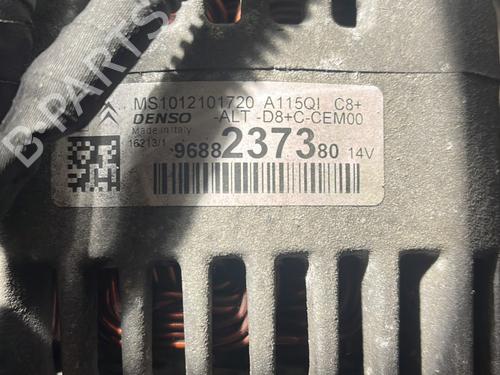 MS1012101720 A115QI C8+
DENSO -ALT -D8+C-CEM00
Made in Italy
16213/1
9688237380 14V
B-PARTS